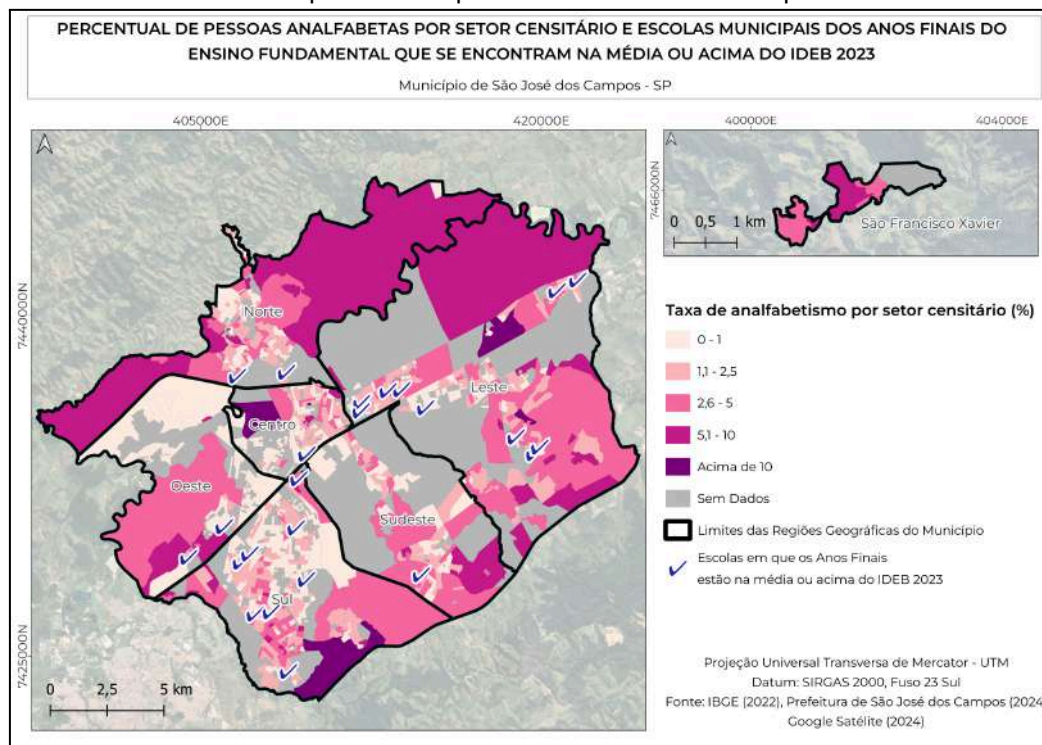 PERCENTUAL DE PESSOAS ANALFABETAS POR SETOR CENSITÁRIO E ESCOLAS MUNICIPAIS DOS ANOS FINAIS DO
ENSINO FUNDAMENTAL QUE SE ENCONTRAM NA MÉDIA OU ACIMA DO IDEB 2023
Município de São José dos Campos - SP
405000E
420000E
400000E
404000E
7466000N
0 0,5 1 km
São Francisco Xavier
7440000N
7425000N
Norte
Leste
Centro
Oeste
Sudeste
Sul
0 2,5 5 km
Taxa de analfabetismo por setor censitário (%)
0 - 1
1,1 - 2,5
2,6 - 5
5,1 - 10
Acima de 10
Sem Dados
Limites das Regiões Geográficas do Município
Escolas em que os Anos Finais
estão na média ou acima do IDEB 2023
Projeção Universal Transversa de Mercator - UTM
Datum: SIRGAS 2000, Fuso 23 Sul
Fonte: IBGE (2022), Prefeitura de São José dos Campos (2024
Google Satélite (2024)